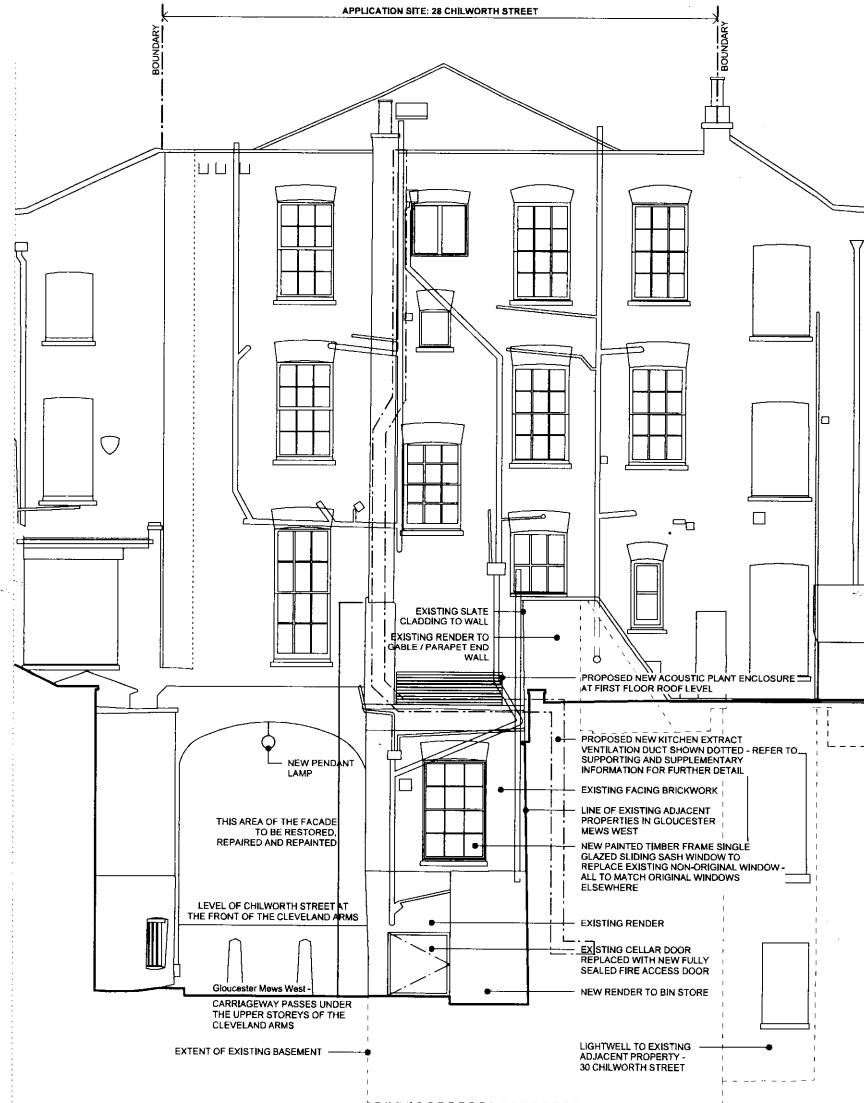 APPLICATION SITE: 28 CHILWORTH STREET
BOUNDARY
BOUNDARY
EXISTING SLATE
CLADDING TO WALL
EXISTING RENDER TO
GABLE / PARAPET END
WALL
PROPOSED NEW ACOUSTIC PLANT ENCLOSURE
AT FIRST FLOOR ROOF LEVEL
PROPOSED NEW KITCHEN EXTRACT
VENTILATION DUCT SHOWN DOTTED - REFER TO
SUPPORTING AND SUPPLEMENTARY
INFORMATION FOR FURTHER DETAIL
NEW PENDANT
LAMP
EXISTING FACING BRICKWORK
LINE OF EXISTING ADJACENT
PROPERTIES IN GLOUCESTER
MEWS WEST
THIS AREA OF THE FACADE
TO BE RESTORED,
REPAIRED AND REPAINTED
NEW PAINTED TIMBER FRAME SINGLE
GLAZED SLIDING SASH WINDOW TO
REPLACE EXISTING NON-ORIGINAL WINDOW -
ALL TO MATCH ORIGINAL WINDOWS
ELSEWHERE
LEVEL OF CHILWORTH STREET AT
THE FRONT OF THE CLEVELAND ARMS
EXISTING RENDER
EXISTING CELLAR DOOR
REPLACED WITH NEW FULLY
SEALED FIRE ACCESS DOOR
NEW RENDER TO BIN STORE
Gloucester Mews West -
CARRIAGEWAY PASSES UNDER
THE UPPER STOREYS OF THE
CLEVELAND ARMS
EXTENT OF EXISTING BASEMENT
LIGHTWELL TO EXISTING
ADJACENT PROPERTY -
30 CHILWORTH STREET